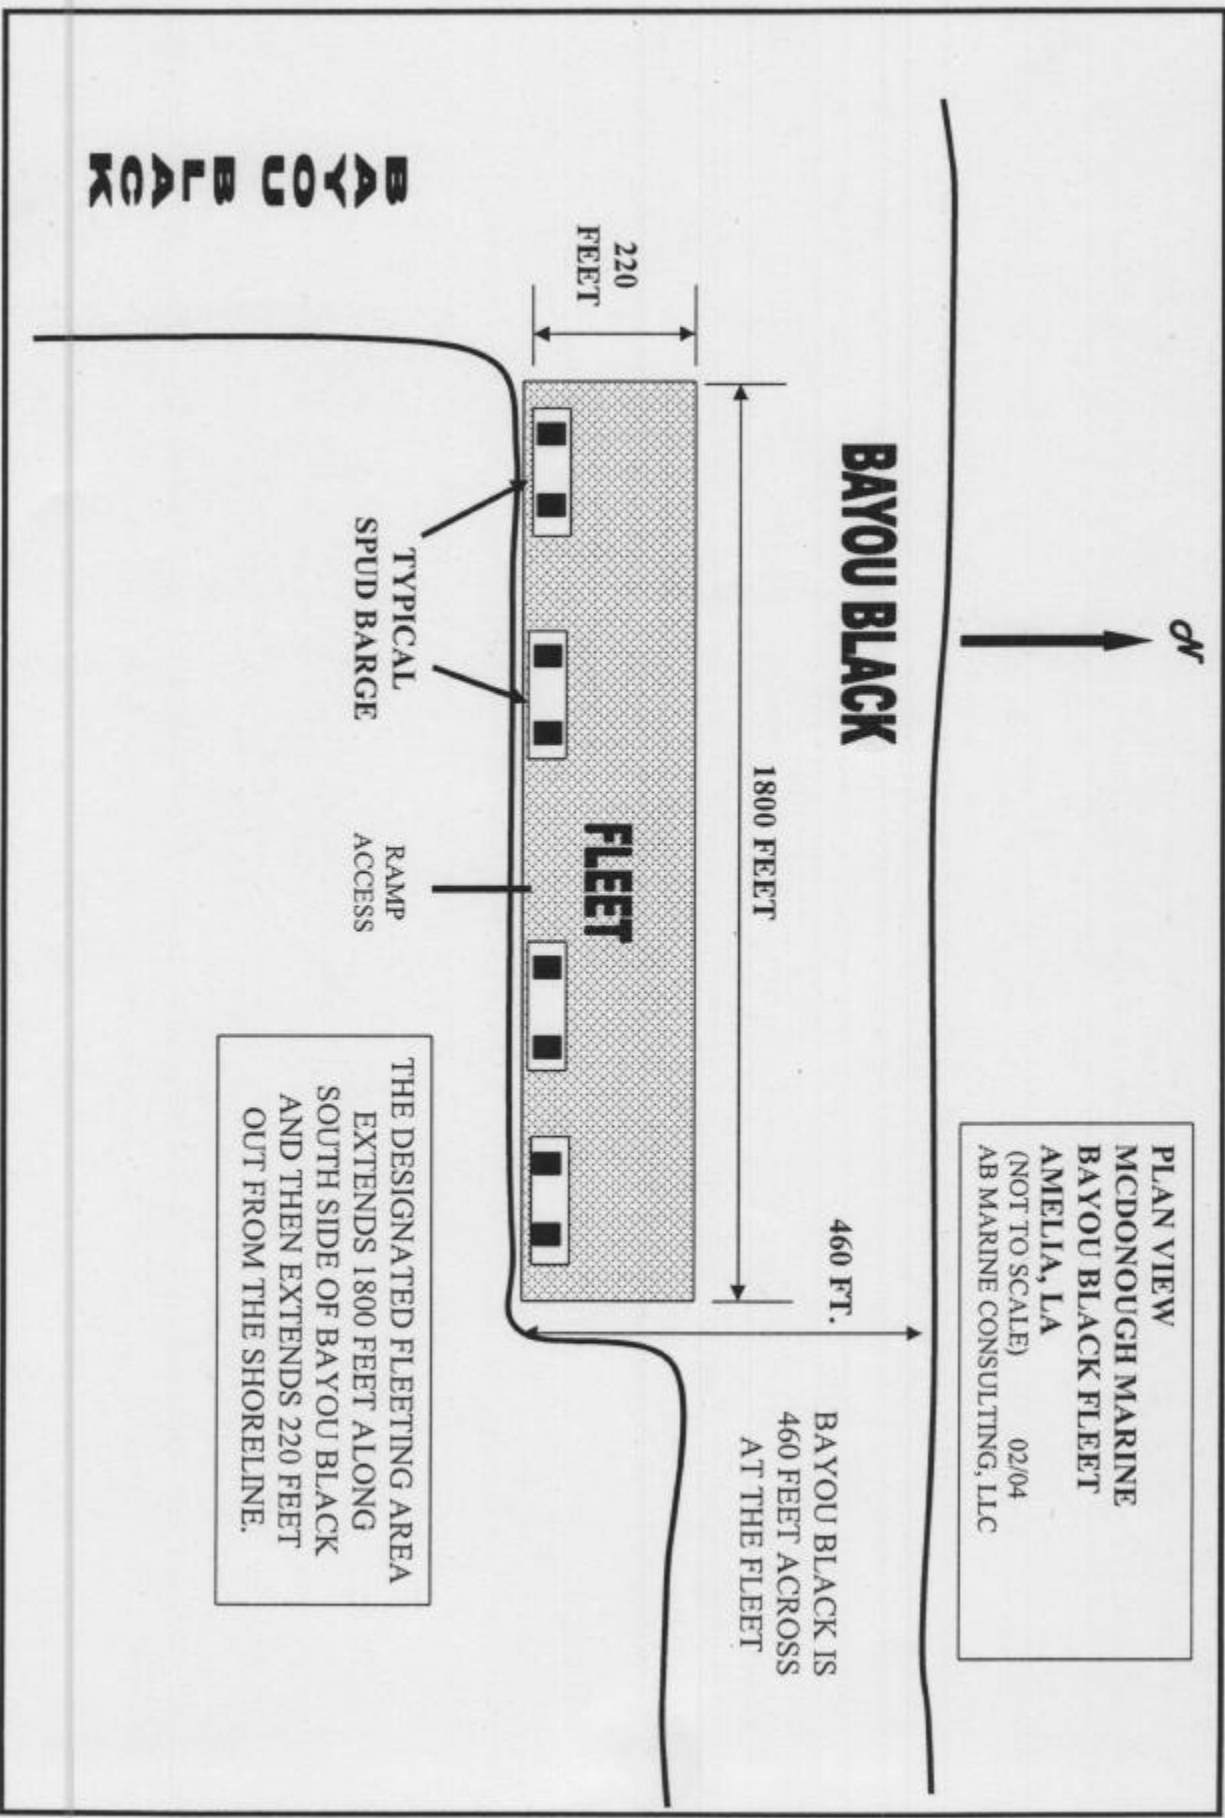 N
PLAN VIEW
MCDONOUGH MARINE
BAYOU BLACK FLEET
AMELIA, LA
(NOT TO SCALE) 02/04
AB MARINE CONSULTING, LLC
BAYOU BLACK
460 FT.
BAYOU BLACK IS
460 FEET ACROSS
AT THE FLEET
1800 FEET
220
FEET
FLEET
TYPICAL
SPUD BARGE
RAMP
ACCESS
THE DESIGNATED FLEETING AREA
EXTENDS 1800 FEET ALONG
SOUTH SIDE OF BAYOU BLACK
AND THEN EXTENDS 220 FEET
OUT FROM THE SHORELINE.
B
A
Y
O
U
B
L
A
C
K